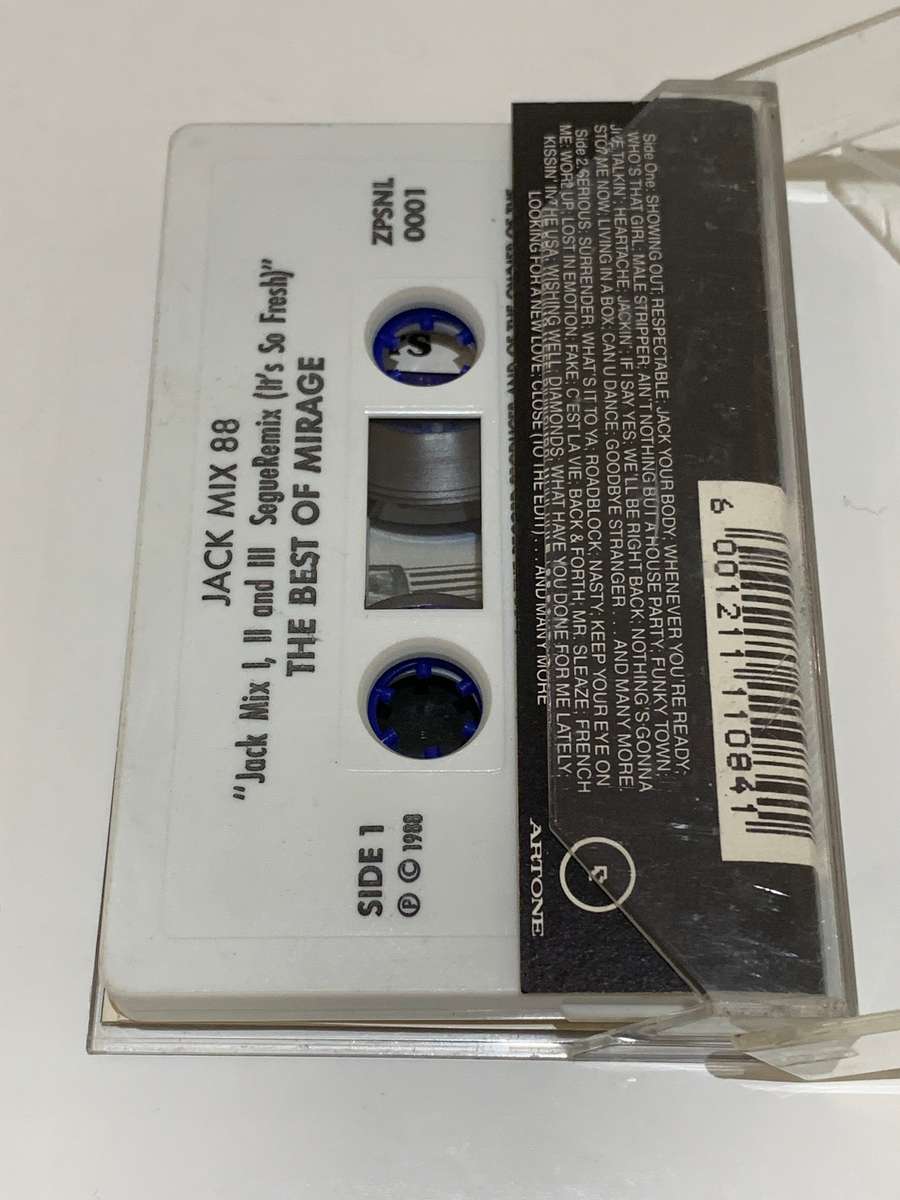 JACK MIX 88
"Jack Mix I, II and III SegueRemix (It's So Fresh)"
THE BEST OF MIRAGE
ZPSNL
0001
SIDE 1
Ⓟ © 1988
Side One: SHOWING OUT; RESPECTABLE; JACK YOUR BODY; WHENEVER YOU'RE READY;
WHO'S THAT GIRL; MALE STRIPPER; AIN'T NOTHING BUT A HOUSE PARTY; FUNKY TOWN;
JIVE TALKIN'; HEARTACHE; JACKIN'; IF I SAY YES; WE'LL BE RIGHT BACK; NOTHING'S GONNA
STOP ME NOW; LIVING IN A BOX; CAN U DANCE; GOODBYE STRANGER . . . AND MANY MORE.
Side 2: SERIOUS; SURRENDER; WHAT'S IT TO YA; ROADBLOCK; NASTY; KEEP YOUR EYE ON
ME; WORD UP; LOST IN EMOTION; FAKE; C'EST LA VIE; BACK & FORTH; MR. SLEAZE; FRENCH
KISSIN' IN THE USA; WISHING WELL; DIAMONDS; WHAT HAVE YOU DONE FOR ME LATELY;
LOOKING FOR A NEW LOVE; CLOSE (TO THE EDIT) . . . AND MANY MORE
ARTONE
6 001211 110841